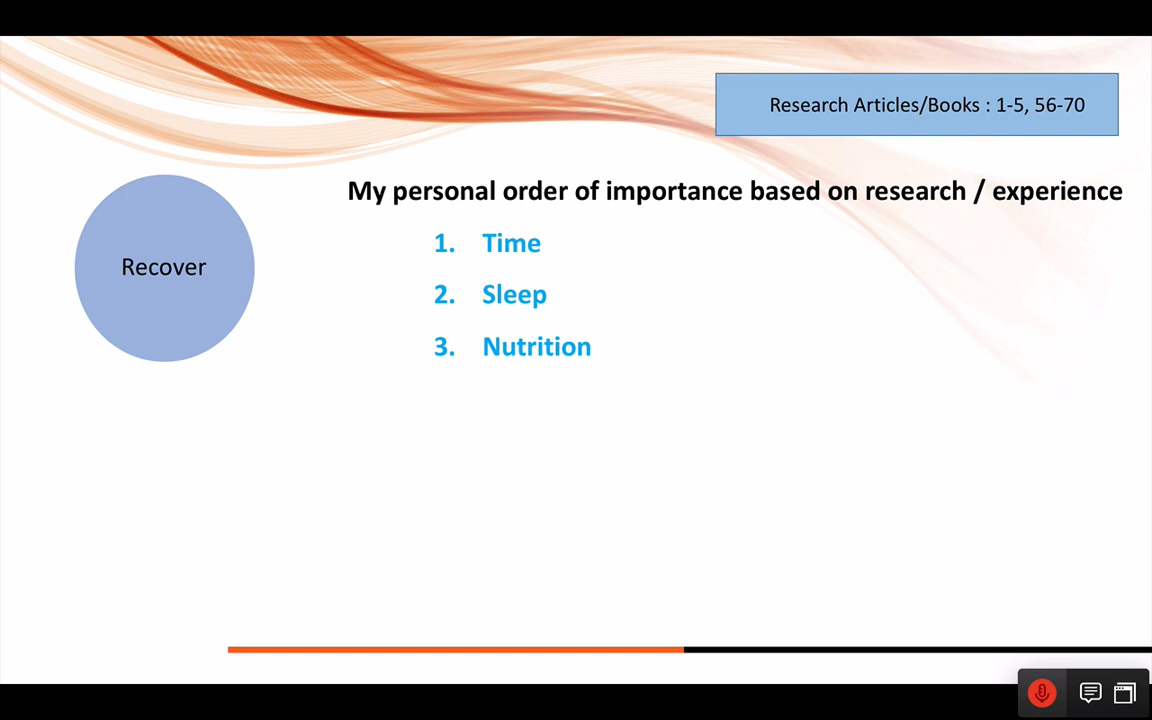 Research Articles/Books : 1-5, 56-70
My personal order of importance based on research / experience
Recover
1. Time
2. Sleep
3. Nutrition